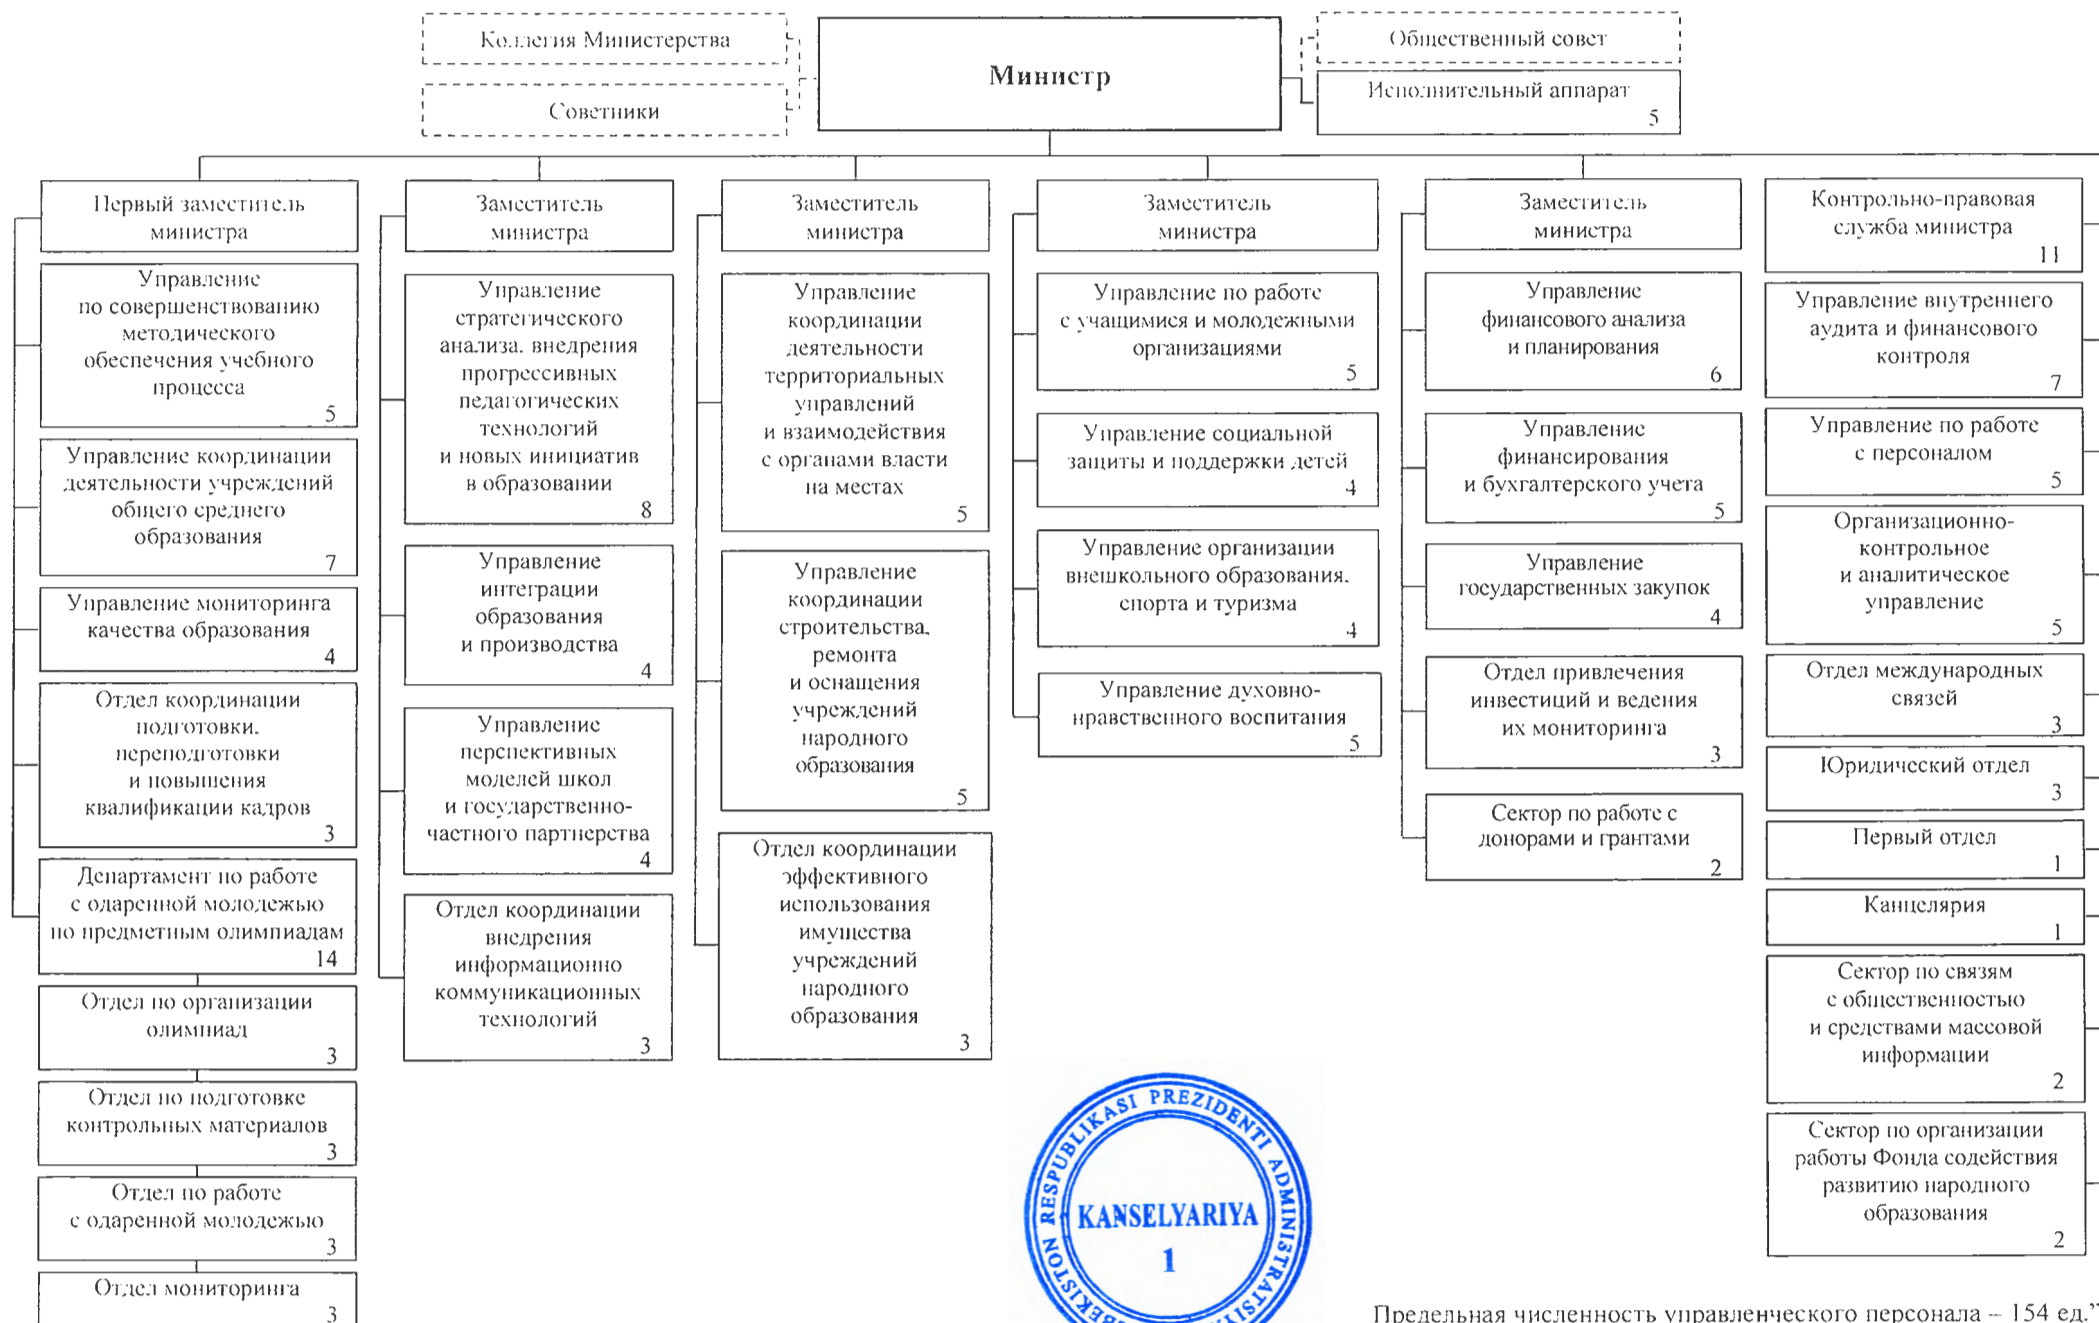 Коллегия Министерства
Советники
Министр
Общественный совет
Исполнительный аппарат
5
Первый заместитель
министра
Управление
по совершенствованию
методического
обеспечения учебного
процесса
5
Управление координации
деятельности учреждений
общего среднего
образования
7
Управление мониторинга
качества образования
4
Отдел координации
подготовки,
переподготовки
и повышения
квалификации кадров
3
Департамент по работе
с одаренной молодежью
по предметным олимпиадам
14
Отдел по организации
олимпиад
3
Отдел по подготовке
контрольных материалов
3
Отдел по работе
с одаренной молодежью
3
Отдел мониторинга
3
Заместитель
министра
Управление
стратегического
анализа, внедрения
прогрессивных
педагогических
технологий
и новых инициатив
в образовании
8
Управление
интеграции
образования
и производства
4
Управление
перспективных
моделей школ
и государственно-
частного партнерства
4
Отдел координации
внедрения
информационно
коммуникационных
технологий
3
Заместитель
министра
Управление
координации
деятельности
территориальных
управлений
и взаимодействия
с органами власти
на местах
5
Управление
координации
строительства,
ремонта
и оснащения
учреждений
народного
образования
5
Отдел координации
эффективного
использования
имущества
учреждений
народного
образования
3
Заместитель
министра
Управление по работе
с учащимися и молодежными
организациями
5
Управление социальной
защиты и поддержки детей
4
Управление организации
внешкольного образования,
спорта и туризма
4
Управление духовно-
нравственного воспитания
5
Заместитель
министра
Управление
финансового анализа
и планирования
6
Управление
финансирования
и бухгалтерского учета
5
Управление
государственных закупок
4
Отдел привлечения
инвестиций и ведения
их мониторинга
3
Сектор по работе с
донорами и грантами
2
Контрольно-правовая
служба министра
11
Управление внутреннего
аудита и финансового
контроля
7
Управление по работе
с персоналом
5
Организационно-
контрольное
и аналитическое
управление
5
Отдел международных
связей
3
Юридический отдел
3
Первый отдел
1
Канцелярия
1
Сектор по связям
с общественностью
и средствами массовой
информации
2
Сектор по организации
работы Фонда содействия
развитию народного
образования
2
RESPUBLIKASI PREZIDENTI
KANSELYARIYA
1
Предельная численность управленческого персонала – 154 ед."